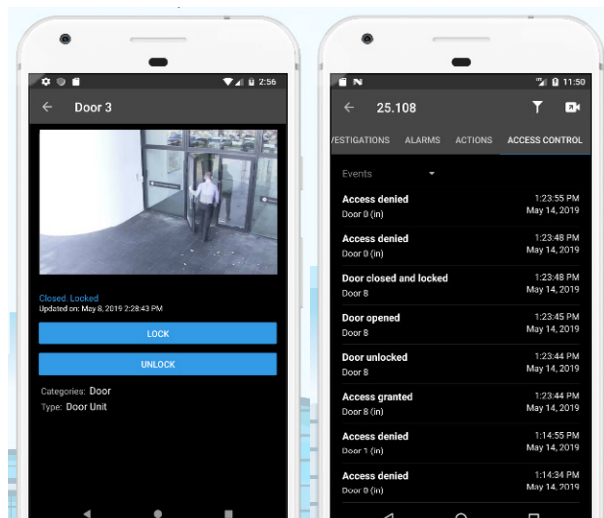 2:56
Door 3
Closed. Locked
Updated on: May 8, 2019 2:28:43 PM
LOCK
UNLOCK
Categories: Door
Type: Door Unit
11:50
25.108
VESTIGATIONS ALARMS ACTIONS ACCESS CONTROL
Events
Access denied 1:23:55 PM
Door 0 (in) May 14, 2019
Access denied 1:23:48 PM
Door 0 (in) May 14, 2019
Door closed and locked 1:23:48 PM
Door 8 May 14, 2019
Door opened 1:23:45 PM
Door 8 May 14, 2019
Door unlocked 1:23:44 PM
Door 8 May 14, 2019
Access granted 1:23:44 PM
Door 8 (in) May 14, 2019
Access denied 1:14:55 PM
Door 1 (in) May 14, 2019
Access denied 1:14:34 PM
Door 0 (in) May 14, 2019